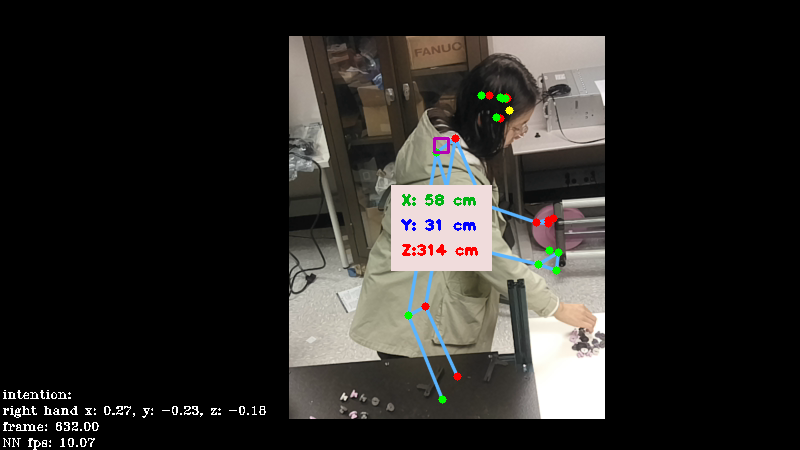 FANUC
X: 58 cm
Y: 31 cm
Z:314 cm
intention:
right hand x: 0.27, y: -0.23, z: -0.18
frame: 632.00
NN fps: 10.07